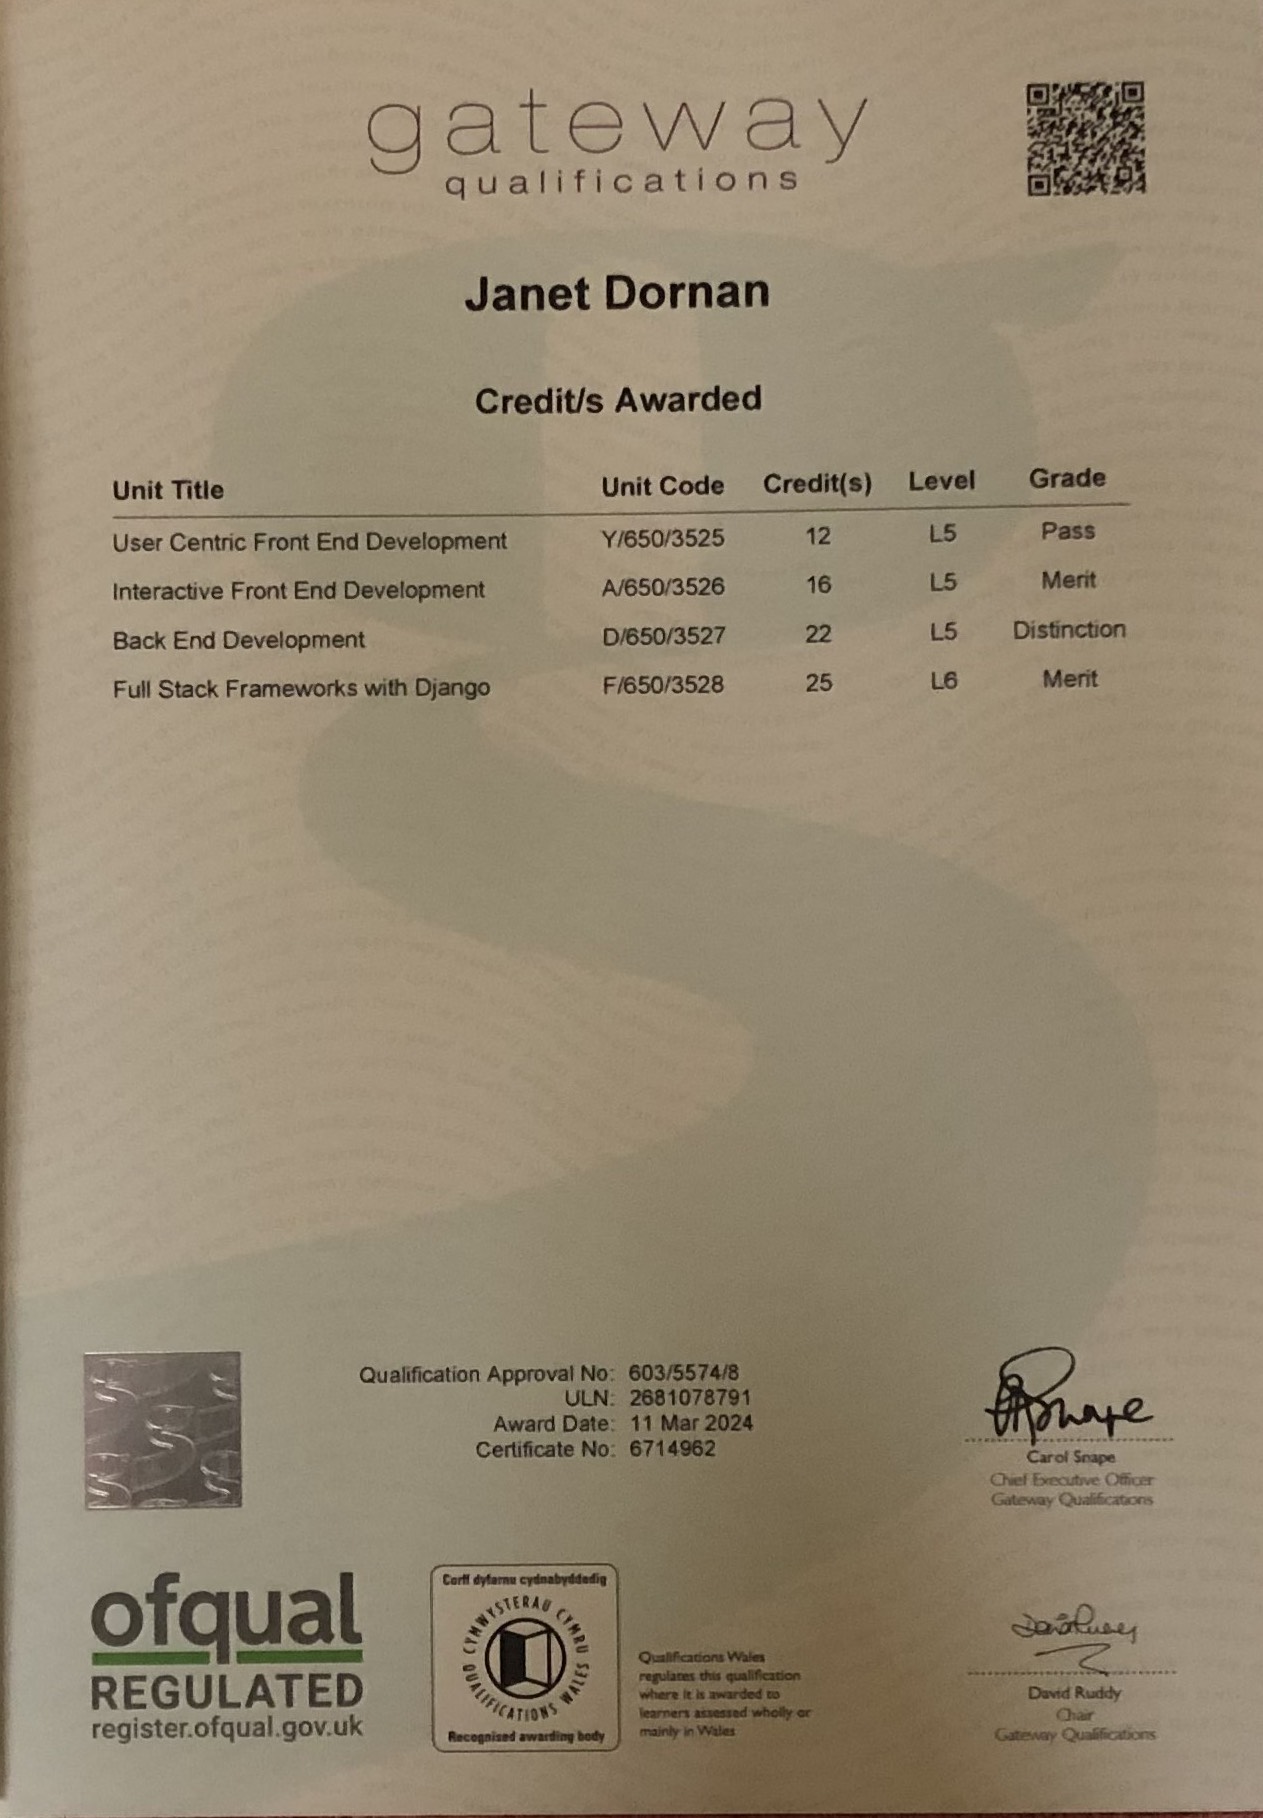 gateway
qualifications
Janet Dornan
Credit/s Awarded
Unit Title Unit Code Credit(s) Level Grade
User Centric Front End Development Y/650/3525 12 L5 Pass
Interactive Front End Development A/650/3526 16 L5 Merit
Back End Development D/650/3527 22 L5 Distinction
Full Stack Frameworks with Django F/650/3528 25 L6 Merit
Qualification Approval No: 603/5574/8
ULN: 2681078791
Award Date: 11 Mar 2024
Certificate No: 6714962
Carol Snape
Chief Executive Officer
Gateway Qualifications
ofqual
REGULATED
register.ofqual.gov.uk
Corff dyfarnu cydnabyddedig
CYMWYSTERAU CYMRU
QUALIFICATIONS WALES
Recognised awarding body
Qualifications Wales
regulates this qualification
where it is awarded to
learners assessed wholly or
mainly in Wales
David Ruddy
Chair
Gateway Qualifications